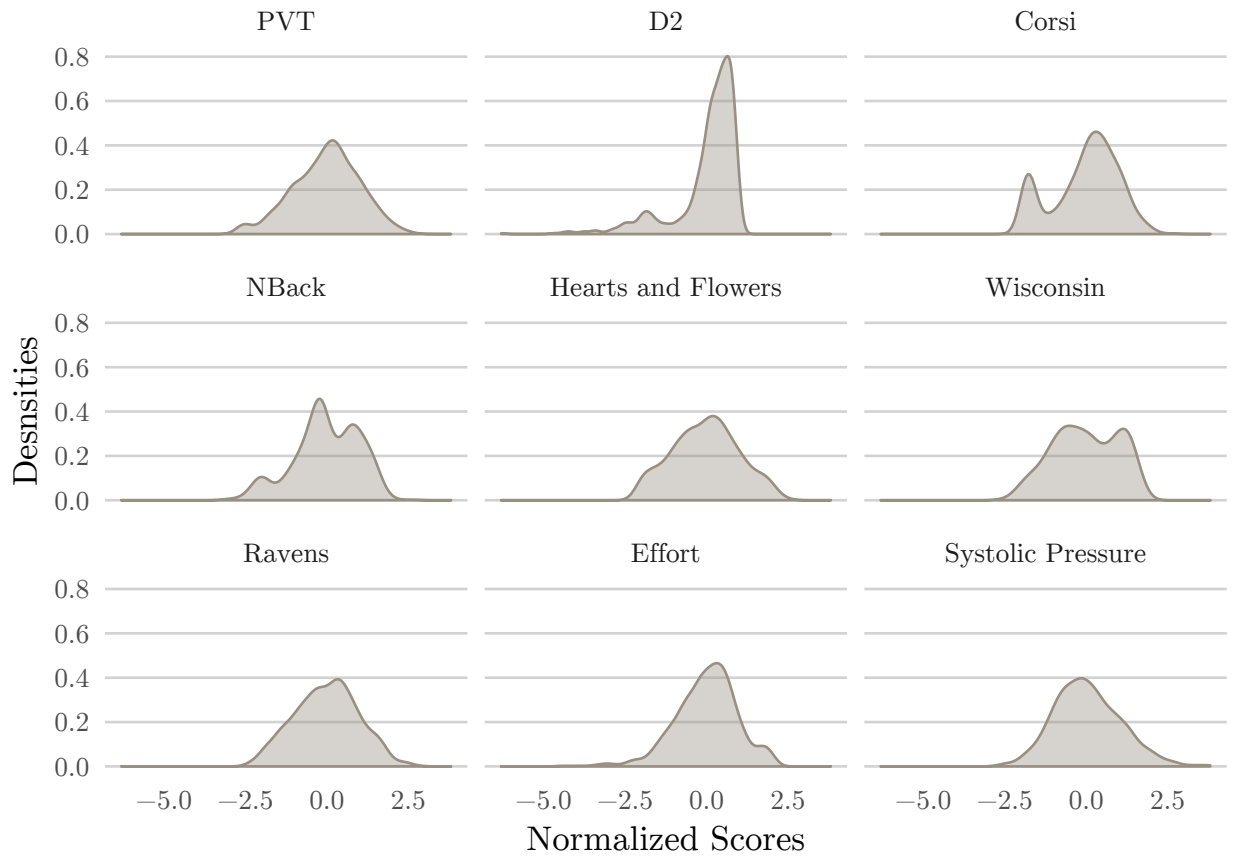 PVT D2 Corsi
0.8
0.6
0.4
0.2
0.0
NBack Hearts and Flowers Wisconsin
0.8
0.6
0.4
0.2
0.0
Desnsities
Ravens Effort Systolic Pressure
0.8
0.6
0.4
0.2
0.0
−5.0 −2.5 0.0 2.5 −5.0 −2.5 0.0 2.5 −5.0 −2.5 0.0 2.5
Normalized Scores